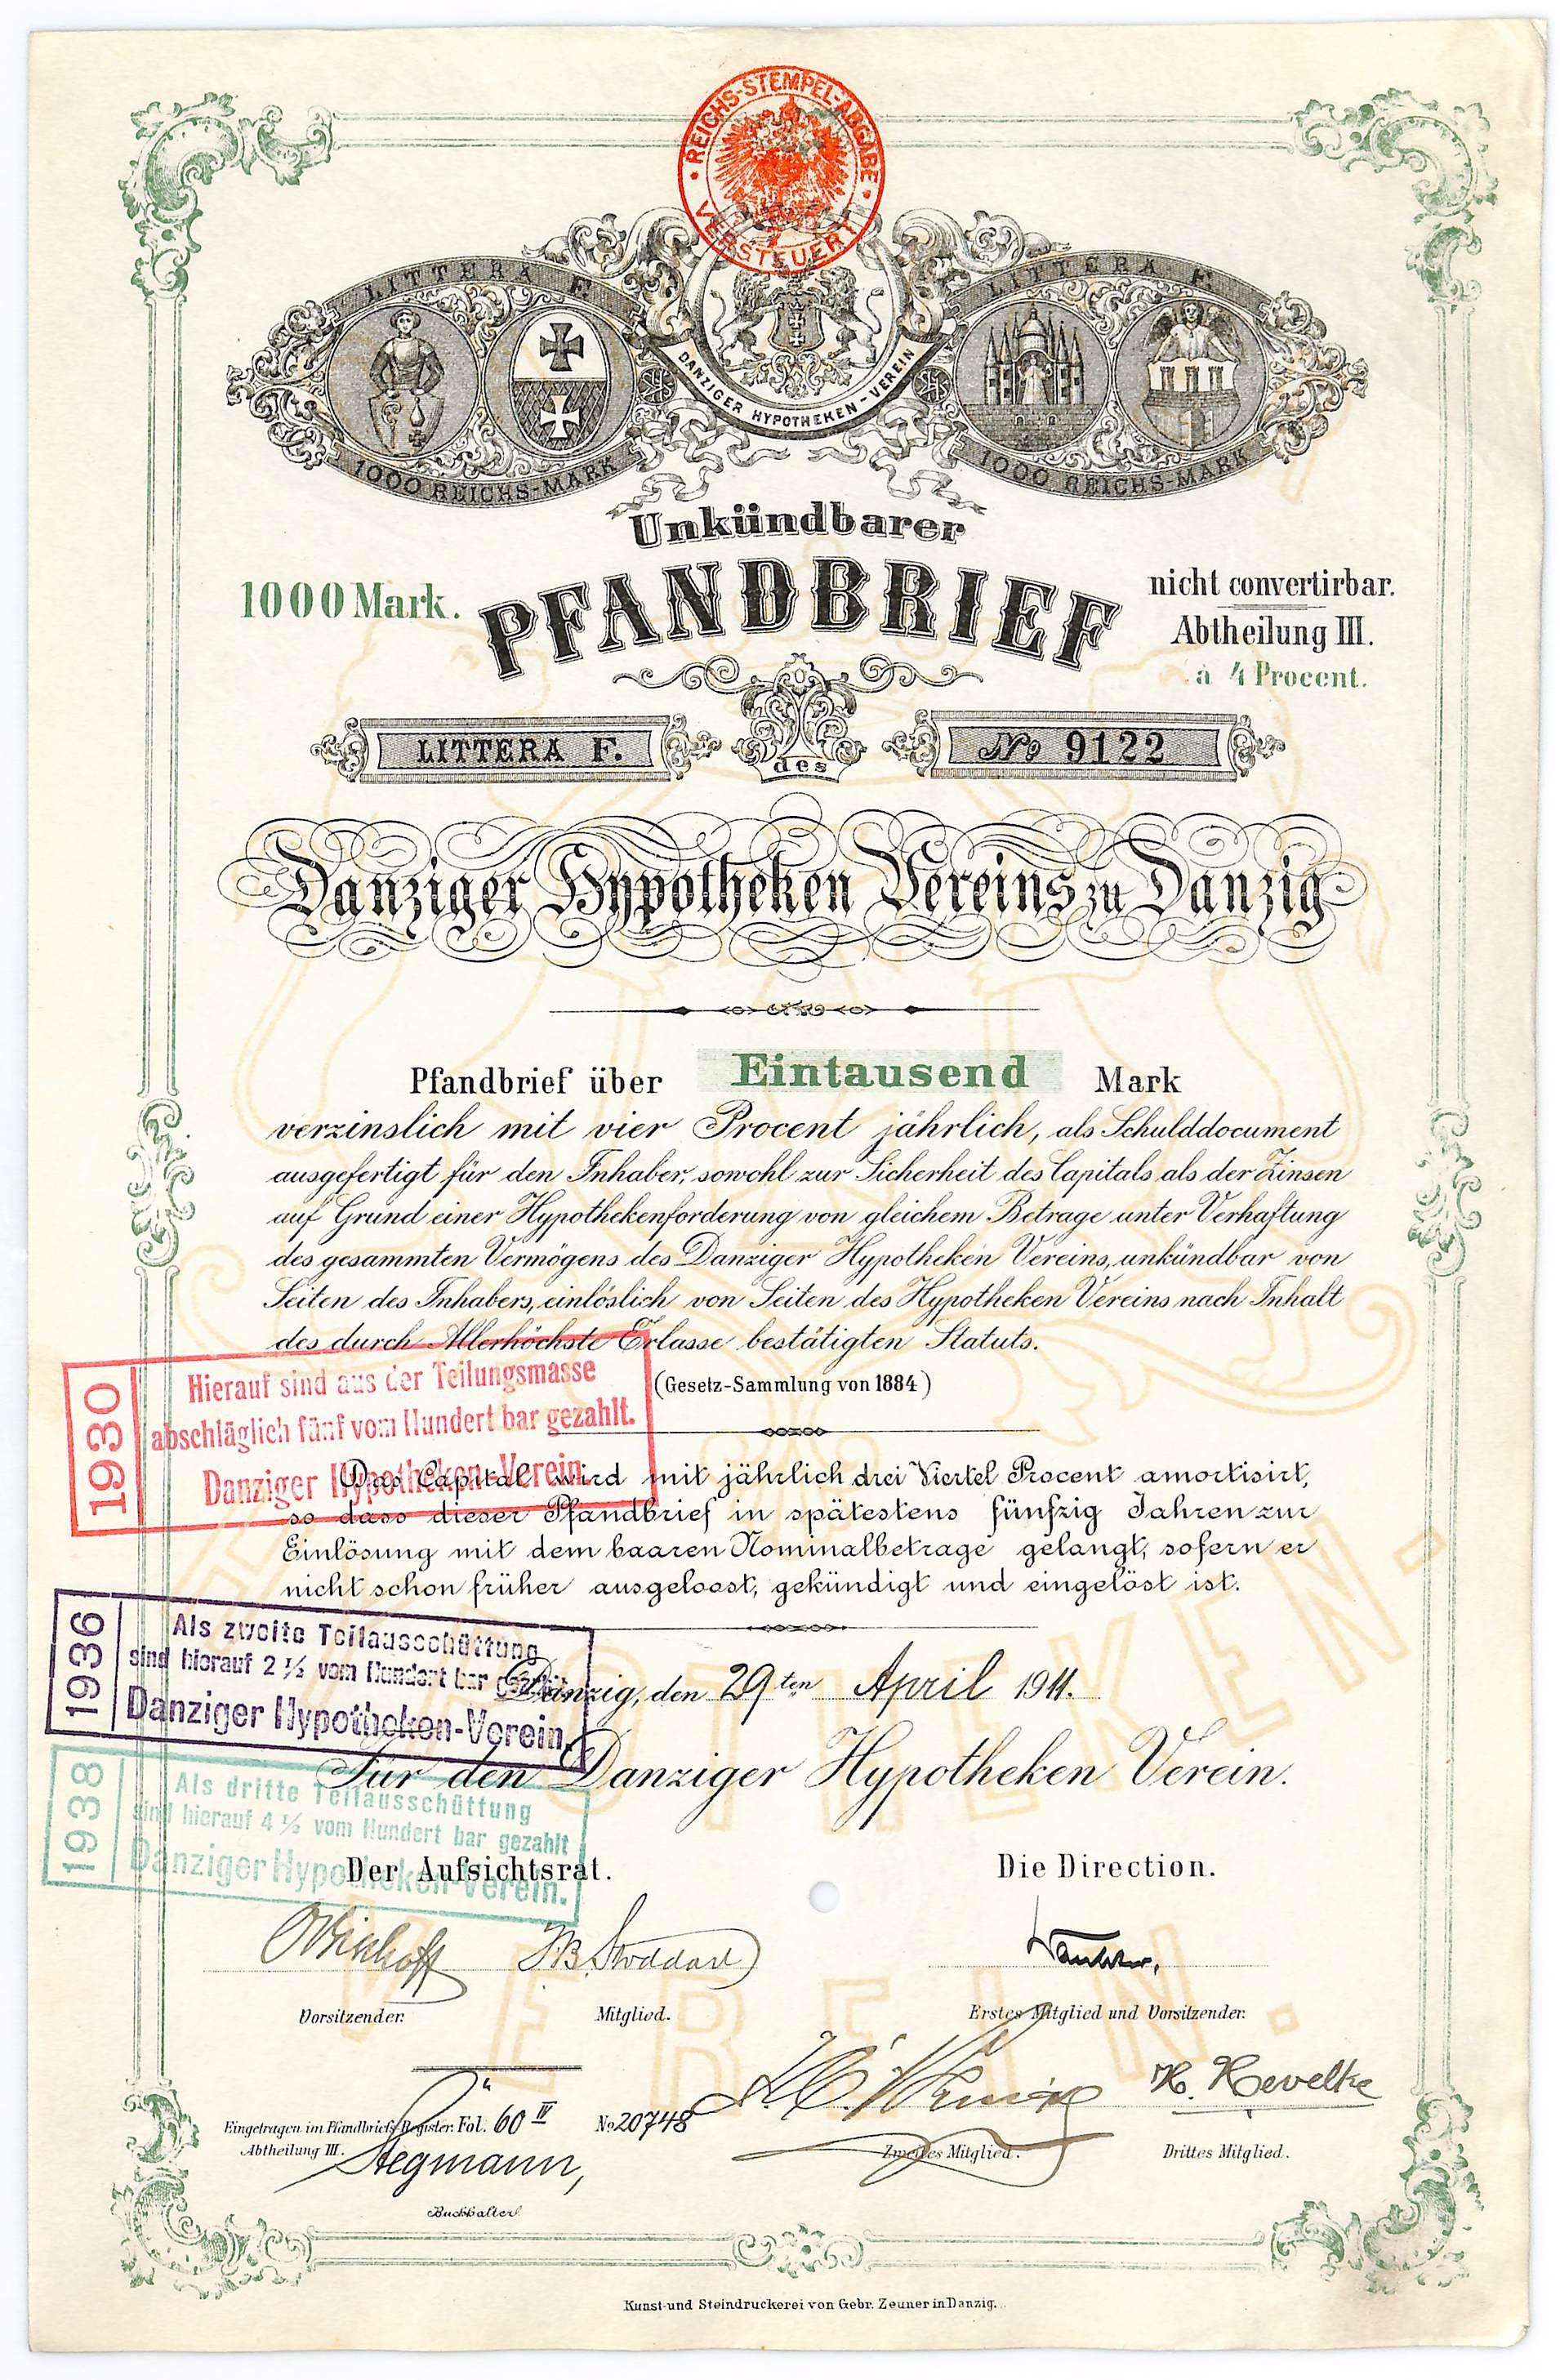 REICHS-STEMPEL-ABGABE
VERSTEUERT
LITTERA F.
LITTERA F.
DANZIGER HYPOTHEKEN-VEREIN
1000 REICHS-MARK
1000 REICHS-MARK
Unkündbarer
1000 Mark.
PFANDBRIEF
nicht convertirbar.
Abtheilung III.
à 4 Procent.
LITTERA F.
des
No 9122
Danziger Hypotheken Vereins zu Danzig
Pfandbrief über Eintausend Mark
verzinslich mit vier Procent jährlich, als Schulddocument
ausgefertigt für den Inhaber, sowohl zur Sicherheit des Capitals als der Zinsen
auf Grund einer Hypothekenforderung von gleichem Betrage unter Verhaftung
des gesammten Vermögens des Danziger Hypotheken Vereins, unkündbar von
Seiten des Inhabers, einlöslich von Seiten des Hypotheken Vereins nach Inhalt
des durch Allerhöchste Erlasse bestätigten Statuts.
(Gesetz-Sammlung von 1884)
1930
Hierauf sind aus der Teilungsmasse
abschläglich fünf vom Hundert bar gezahlt.
Danziger Hypotheken-Verein.
Das Capital wird mit jährlich drei Viertel Procent amortisirt,
so dass dieser Pfandbrief in spätestens fünfzig Jahren zur
Einlösung mit dem baaren Nominalbetrage gelangt, sofern er
nicht schon früher ausgeloost, gekündigt und eingelöst ist.
1936
Als zweite Teilausschüttung
sind hierauf 2 ½ vom Hundert bar gezahlt
Danziger Hypotheken-Verein.
Danzig, den 29ten April 1911.
Für den Danziger Hypotheken Verein.
1938
Als dritte Teilausschüttung
sind hierauf 4 ½ vom Hundert bar gezahlt
Danziger Hypotheken-Verein.
Der Aufsichtsrat.
Die Direction.
Vorsitzender.
Mitglied.
Erstes Mitglied und Vorsitzender.
H. Hevelke
Eingetragen im Pfandbriefs Register. Fol. 60 IV No 20748
Abtheilung III.
Stegmann,
Zweites Mitglied.
Drittes Mitglied.
Buchhalter.
HYPOTHEKEN-
VEREIN.
Kunst-und Steindruckerei von Gebr. Zeuner in Danzig.